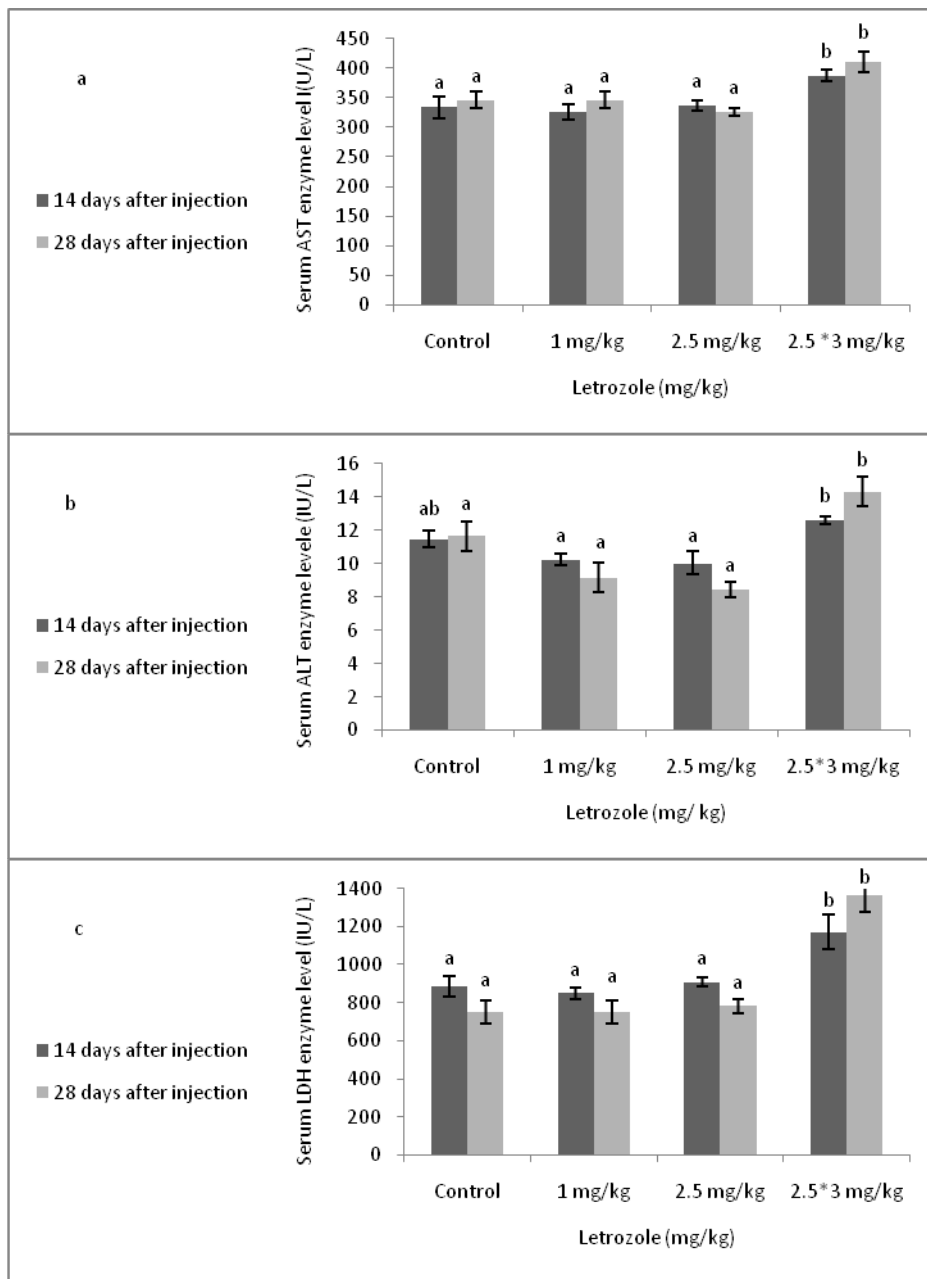 a
14 days after injection
28 days after injection
Serum AST enzyme level I(U/L)
450
400
350
300
250
200
150
100
50
0
a a a a a a b b
Control 1 mg/kg 2.5 mg/kg 2.5 *3 mg/kg
Letrozole (mg/kg)
b
14 days after injection
28 days after injection
Serum ALT enzyme levele (IU/L)
16
14
12
10
8
6
4
2
0
ab a a a a a b b
Control 1 mg/kg 2.5 mg/kg 2.5*3 mg/kg
Letrozole (mg/ kg)
c
14 days after injection
28 days after injection
Serum LDH enzyme level (IU/L)
1400
1200
1000
800
600
400
200
0
a a a a a a b b
Control 1 mg/kg 2.5 mg/kg 2.5*3 mg/kg
Letrozole (mg/kg)